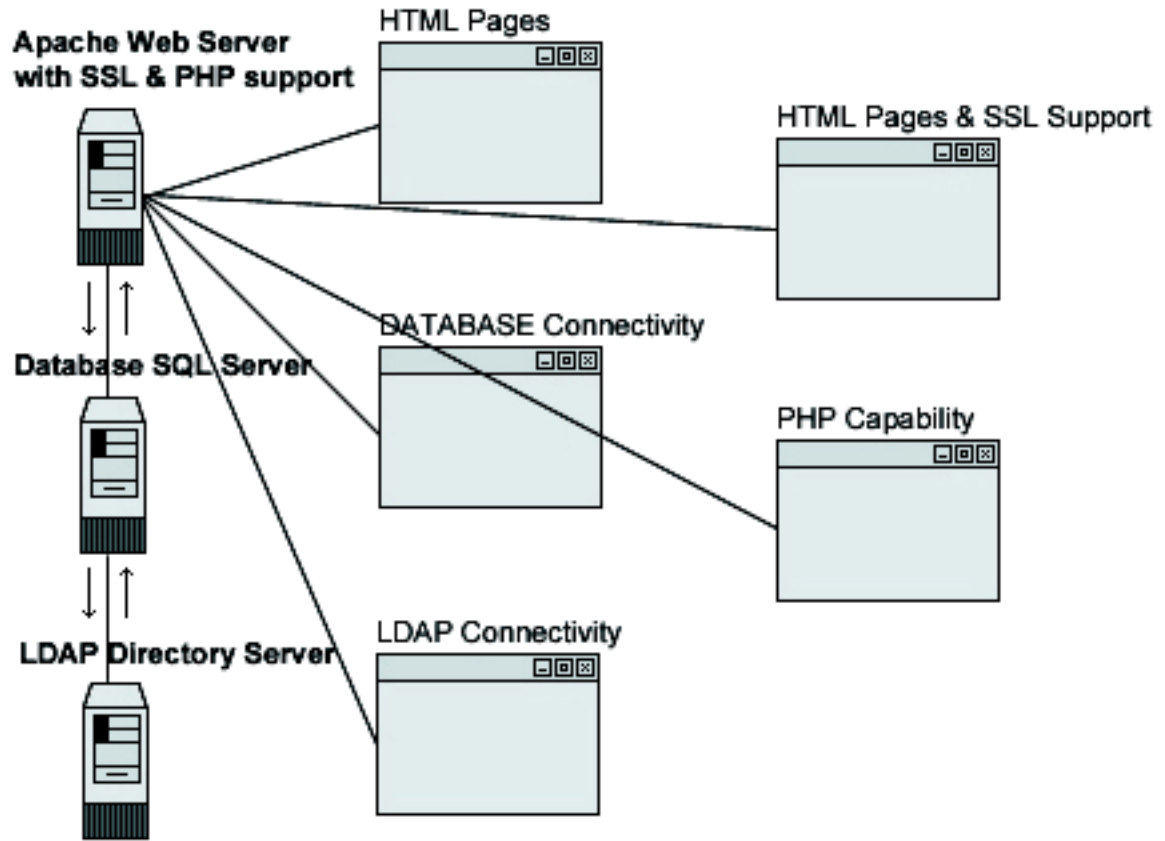 HTML Pages
Apache Web Server
with SSL & PHP support
HTML Pages & SSL Support
DATABASE Connectivity
Database SQL Server
PHP Capability
LDAP Connectivity
LDAP Directory Server